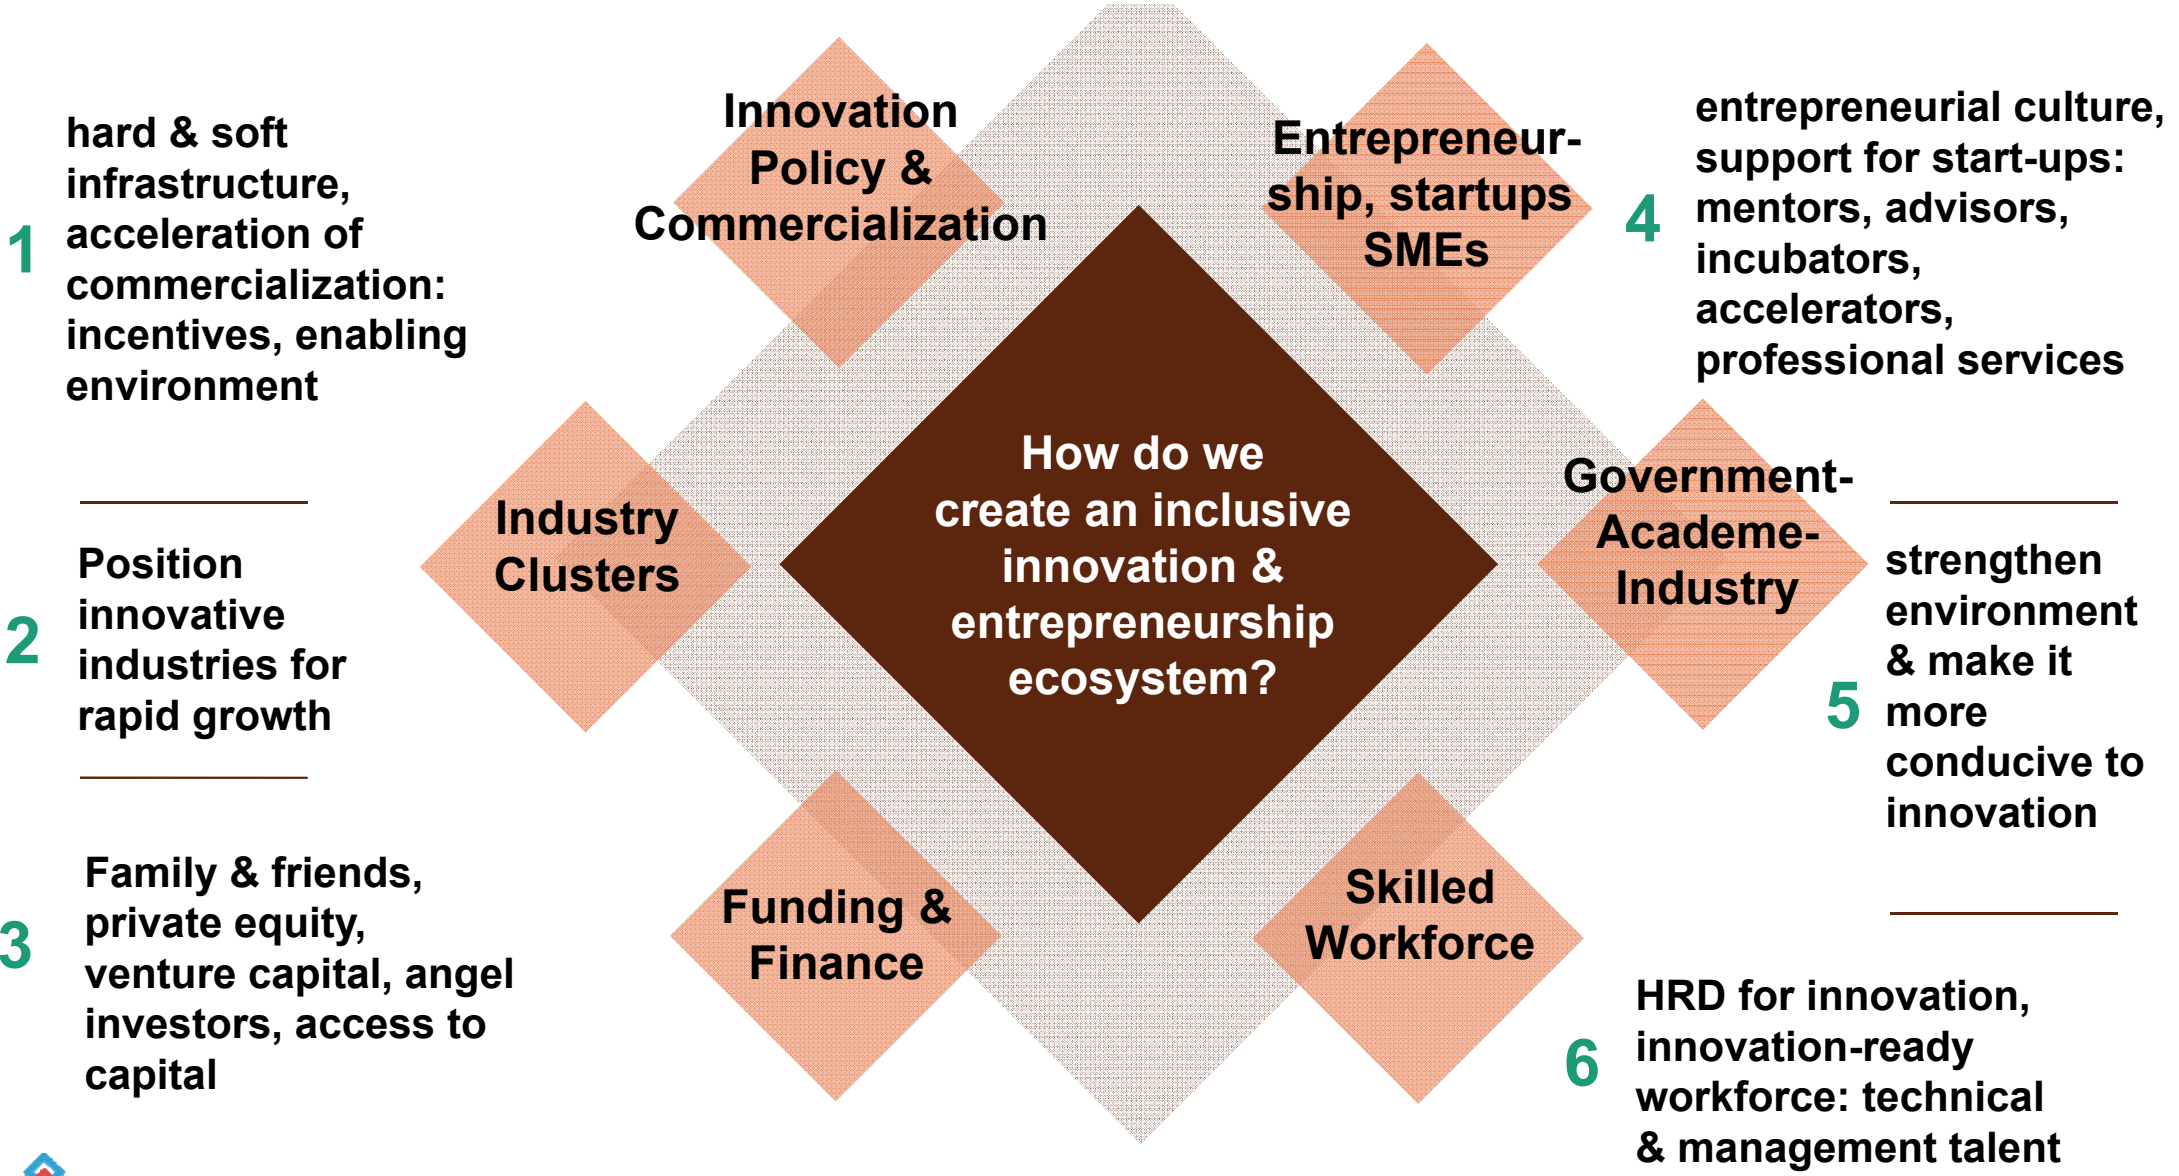 1
hard & soft
infrastructure,
acceleration of
commercialization:
incentives, enabling
environment
Innovation
Policy &
Commercialization
2
Position
innovative
industries for
rapid growth
Industry
Clusters
3
Family & friends,
private equity,
venture capital, angel
investors, access to
capital
Funding &
Finance
How do we
create an inclusive
innovation &
entrepreneurship
ecosystem?
Entrepreneur-
ship, startups
SMEs
4
entrepreneurial culture,
support for start-ups:
mentors, advisors,
incubators,
accelerators,
professional services
Government-
Academe-
Industry
5
strengthen
environment
& make it
more
conducive to
innovation
Skilled
Workforce
6
HRD for innovation,
innovation-ready
workforce: technical
& management talent